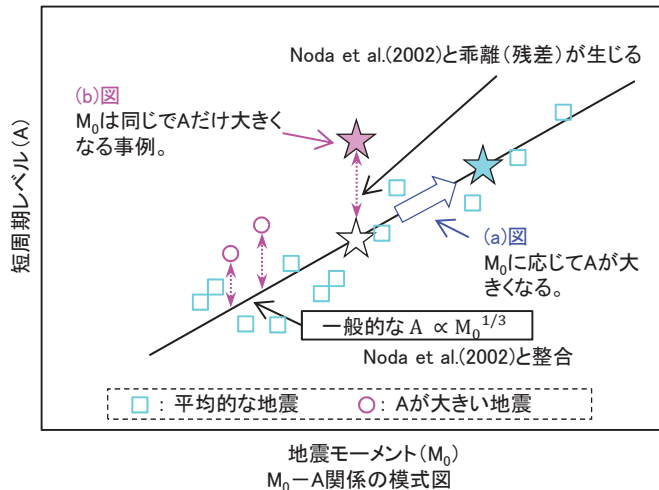 Noda et al.(2002)と乖離(残差)が生じる
(b)図
M₀は同じでAだけ大きく
なる事例。
短周期レベル(A)
(a)図
M₀に応じてAが大
きくなる。
一般的な A ∝ M₀^{1/3}
Noda et al.(2002)と整合
□: 平均的な地震 ○: Aが大きい地震
地震モーメント(M₀)
M₀－A関係の模式図